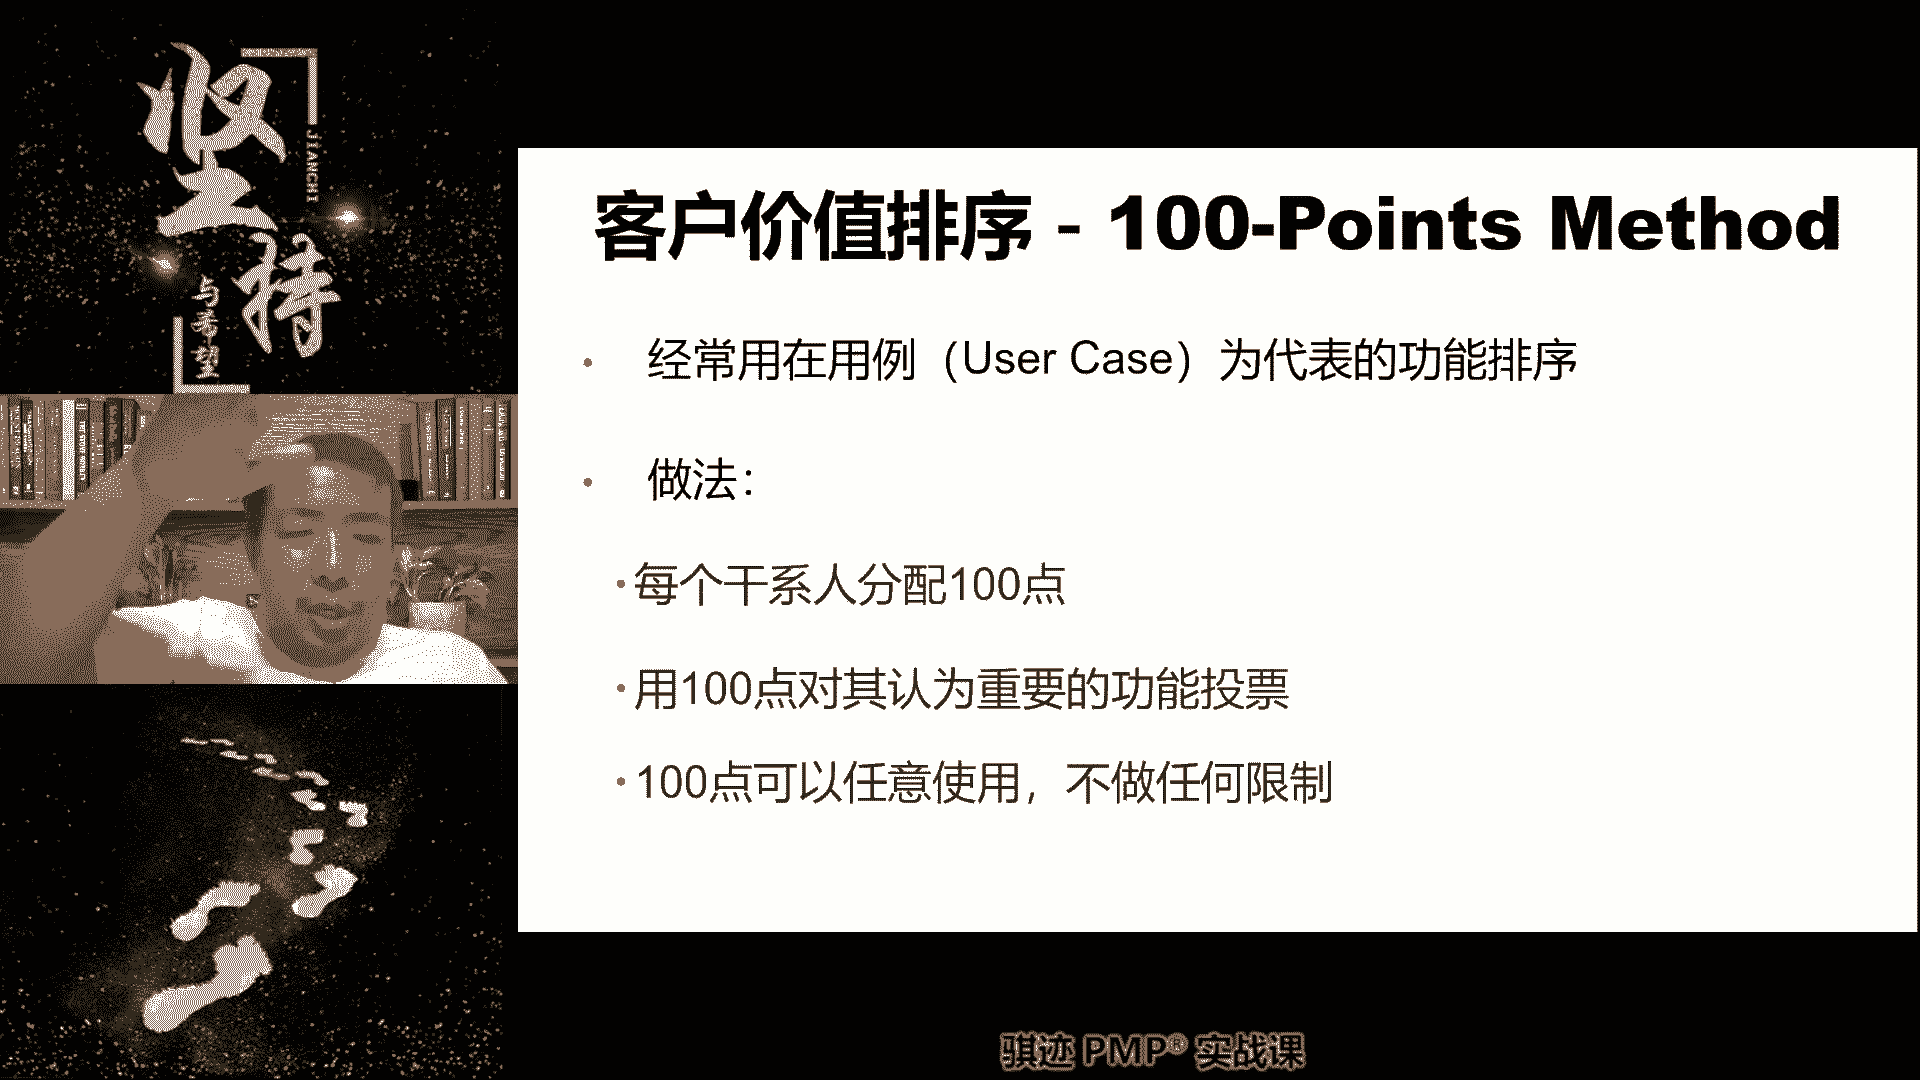 坚持
JIANCHI
与希望
客户价值排序 - 100-Points Method
• 经常用在用例（User Case）为代表的功能排序
• 做法：
• 每个干系人分配100点
• 用100点对其认为重要的功能投票
• 100点可以任意使用，不做任何限制
骐迹 PMP® 实战课